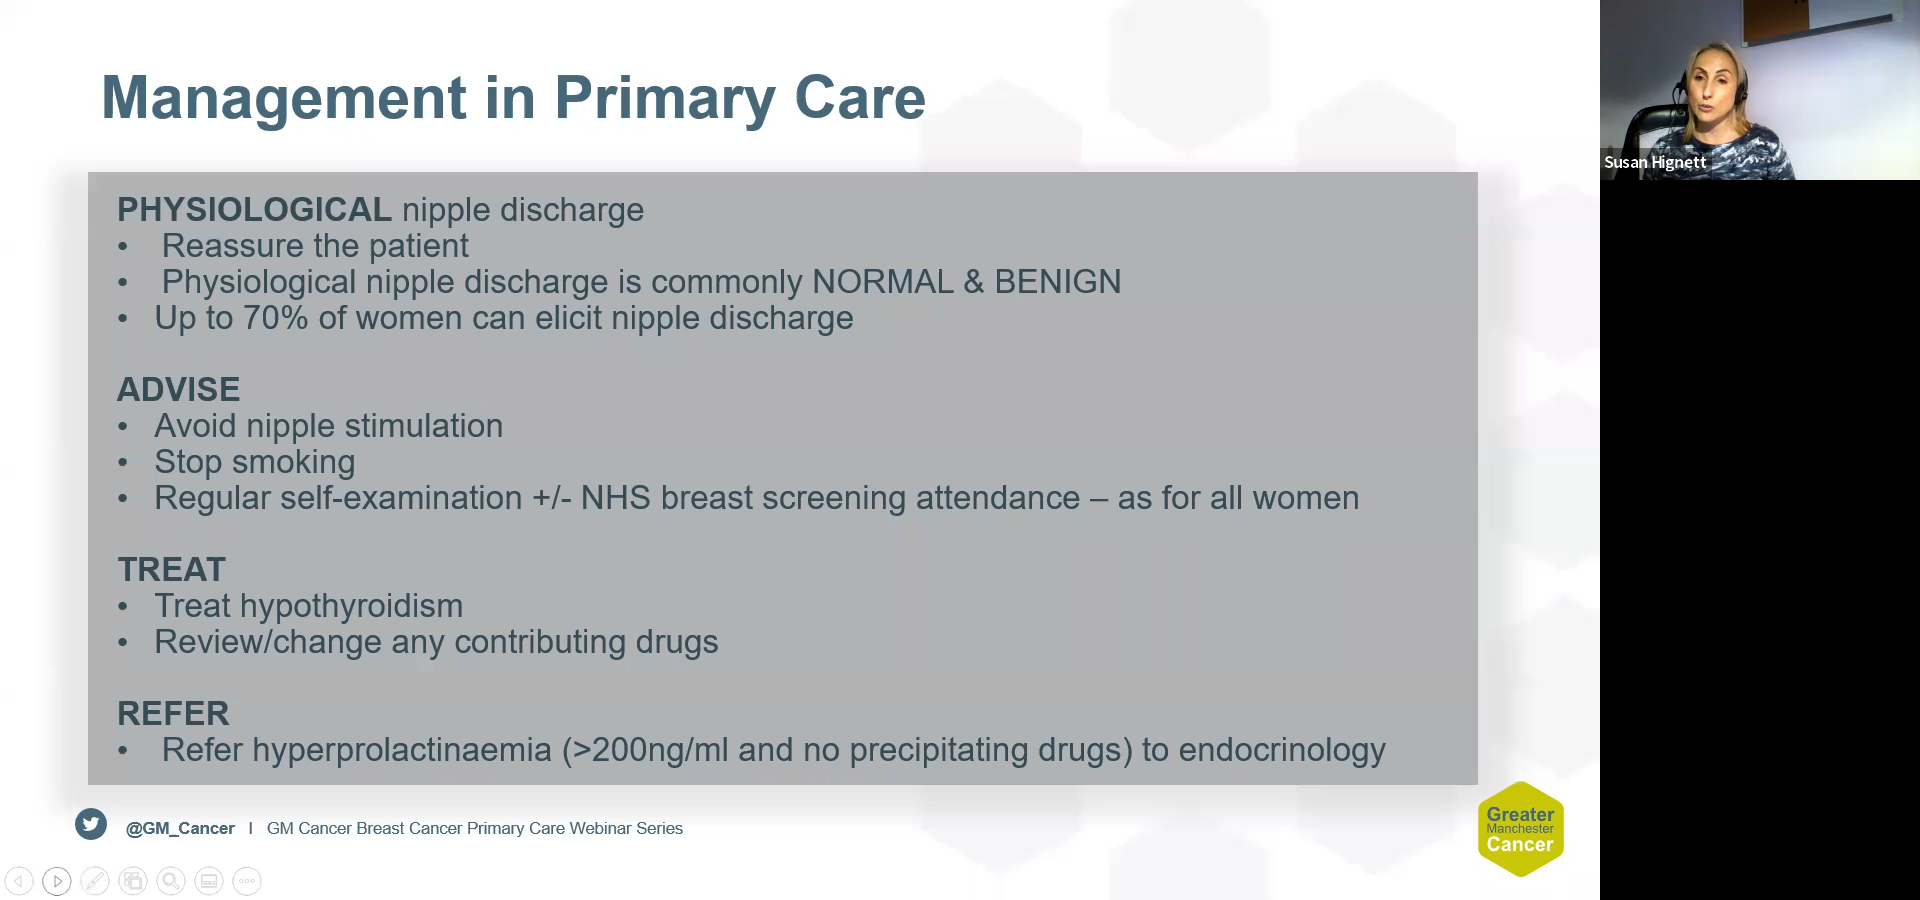 Management in Primary Care
Susan Hignett
PHYSIOLOGICAL nipple discharge
• Reassure the patient
• Physiological nipple discharge is commonly NORMAL & BENIGN
• Up to 70% of women can elicit nipple discharge
ADVISE
• Avoid nipple stimulation
• Stop smoking
• Regular self-examination +/- NHS breast screening attendance – as for all women
TREAT
• Treat hypothyroidism
• Review/change any contributing drugs
REFER
• Refer hyperprolactinaemia (>200ng/ml and no precipitating drugs) to endocrinology
@GM_Cancer I GM Cancer Breast Cancer Primary Care Webinar Series
Greater
Manchester
Cancer